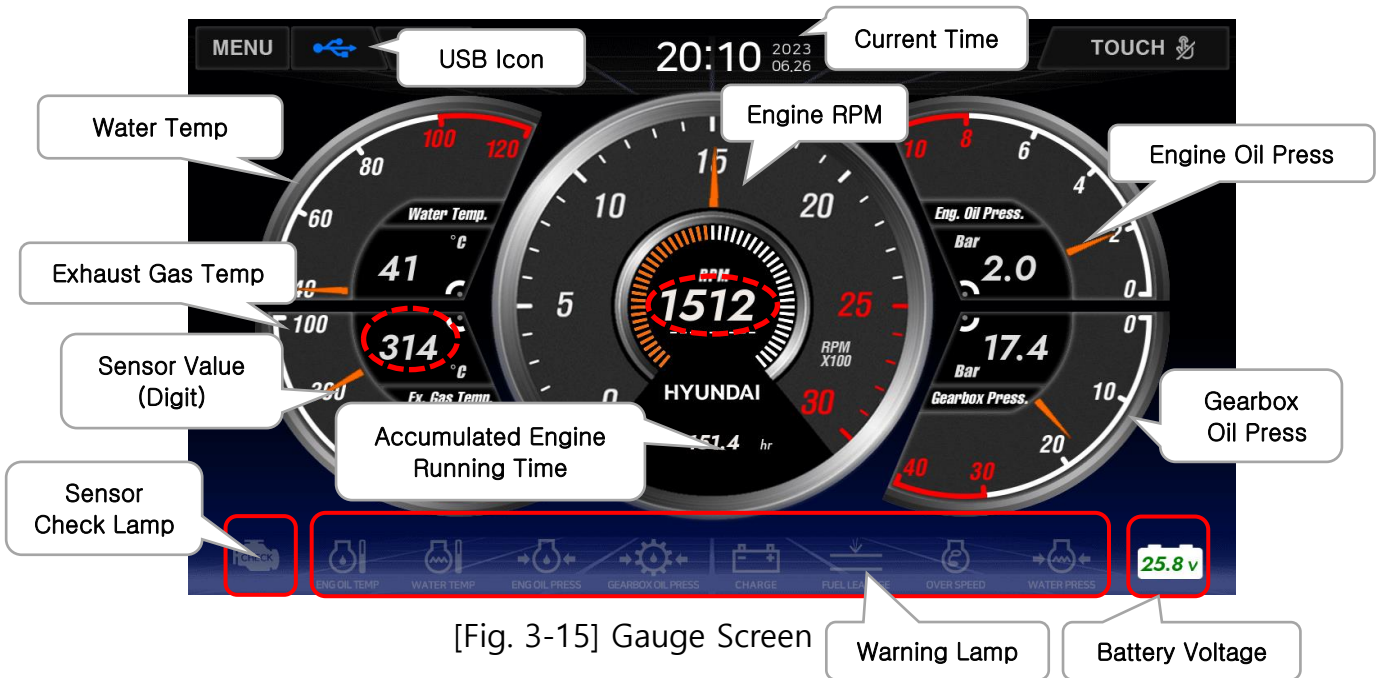 MENU
USB Icon
20:10
2023
06.26
Current Time
TOUCH
Water Temp
Engine RPM
Engine Oil Press
100
120
80
60
40
Water Temp.
°C
41
Exhaust Gas Temp
100
314
°C
Ex. Gas Temp.
Sensor Value
(Digit)
0
5
10
15
20
25
30
RPM
X100
RPM
1512
HYUNDAI
hr
Accumulated Engine
Running Time
10
8
6
4
2
0
Eng. Oil Press.
Bar
2.0
0
10
20
30
40
17.4
Bar
Gearbox Press.
Gearbox
Oil Press
Sensor
Check Lamp
CHECK
ENG OIL TEMP
WATER TEMP
ENG OIL PRESS
GEARBOX OIL PRESS
CHARGE
FUEL
OVER SPEED
WATER PRESS
25.8 v
[Fig. 3-15] Gauge Screen
Warning Lamp
Battery Voltage